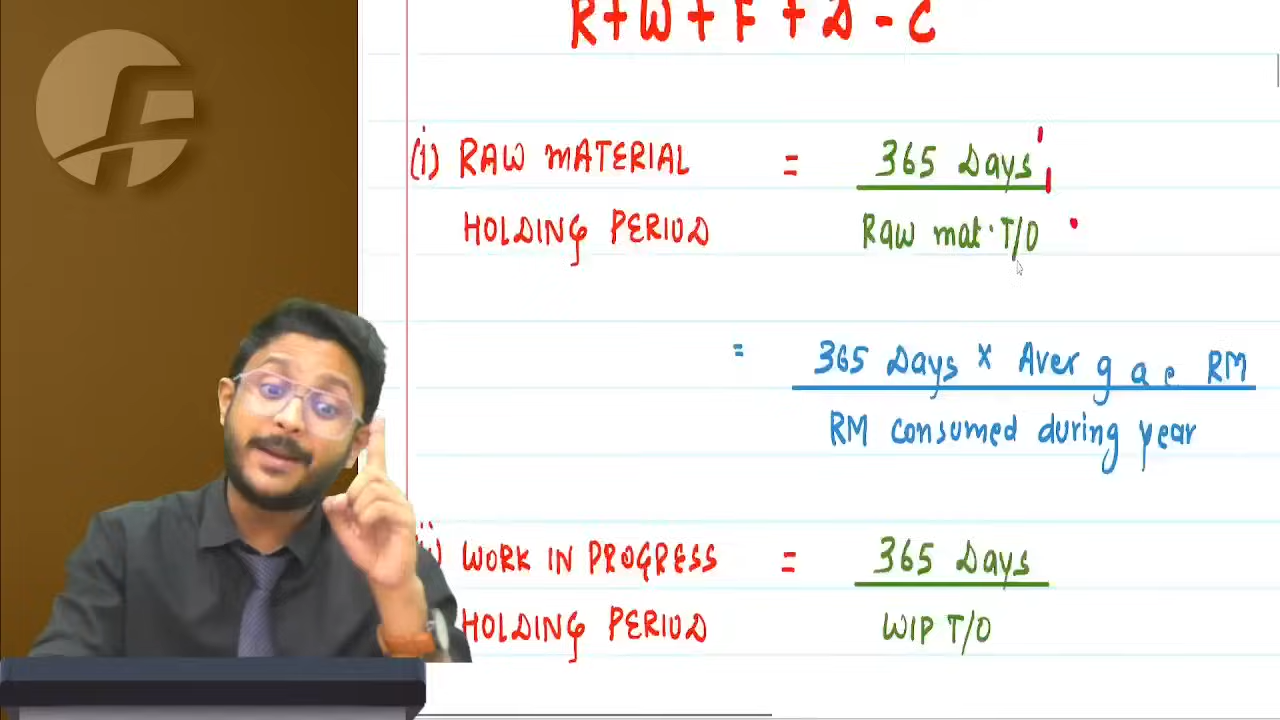 R + W + F + D - C
(i) RAW MATERIAL = 365 Days
HOLDING PERIOD Raw mat. T/O
= 365 Days x Aver g a e RM
RM consumed during year
WORK IN PROGRESS = 365 Days
HOLDING PERIOD WIP T/O